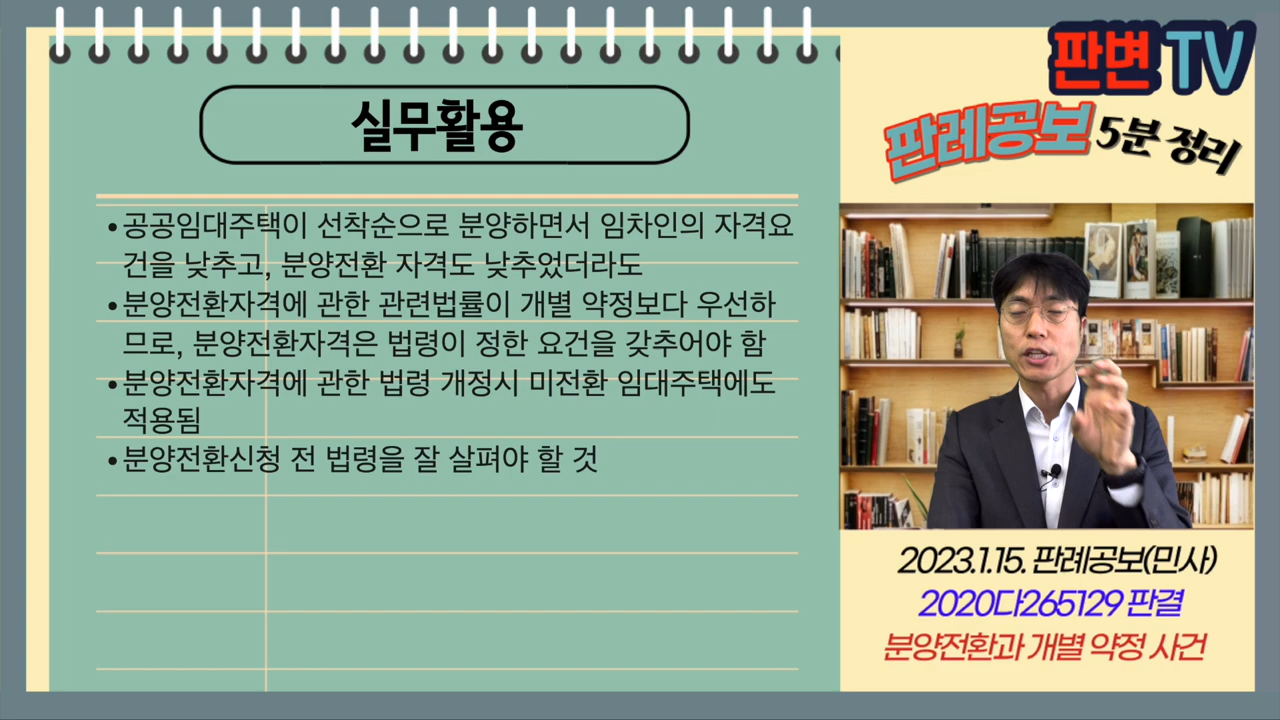 실무활용
•공공임대주택이 선착순으로 분양하면서 임차인의 자격요
건을 낮추고, 분양전환 자격도 낮추었더라도
•분양전환자격에 관한 관련법률이 개별 약정보다 우선하
므로, 분양전환자격은 법령이 정한 요건을 갖추어야 함
•분양전환자격에 관한 법령 개정시 미전환 임대주택에도
적용됨
•분양전환신청 전 법령을 잘 살펴야 할 것
판변 TV
판례공보 5분 정리
2023.1.15. 판례공보(민사)
2020다265129 판결
분양전환과 개별 약정 사건